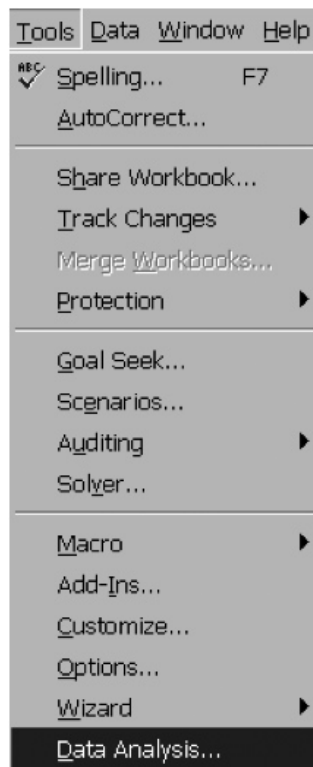 Tools Data Window Help
ABC Spelling... F7
AutoCorrect...
Share Workbook...
Track Changes
Merge Workbooks...
Protection
Goal Seek...
Scenarios...
Auditing
Solver...
Macro
Add-Ins...
Customize...
Options...
Wizard
Data Analysis...